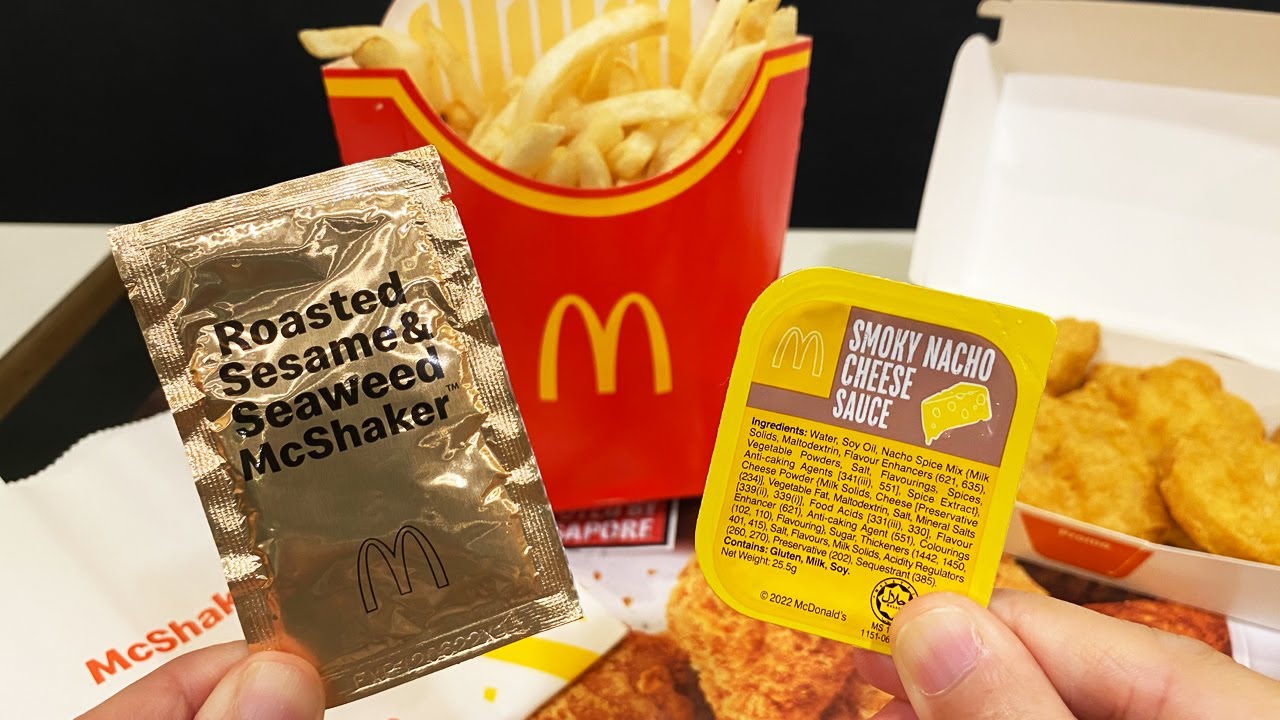 Roasted
Sesame &
Seaweed
McShaker™
SMOKY NACHO
CHEESE
SAUCE
Ingredients: Water, Soy Oil, Nacho Spice Mix {Milk
Solids, Maltodextrin, Flavour Enhancers (621, 635),
Vegetable Powders, Salt, Flavourings, Spices,
Anti-caking Agents [341(iii), 551], Spice Extract},
Cheese Powder {Milk Solids, Cheese [Preservative
(234)], Vegetable Fat, Maltodextrin, Salt, Mineral Salts
[339(ii), 339(i)], Food Acids [331(iii), 330], Flavour
Enhancer (621), Anti-caking Agent (551), Colourings
(102, 110), Flavouring}, Sugar, Thickeners (1442, 1450,
401, 415), Salt, Flavours, Milk Solids, Acidity Regulators
(260, 270), Preservative (202), Sequestrant (385).
Contains: Gluten, Milk, Soy.
Net Weight: 25.5g
© 2022 McDonald's
MS 1
1151-06
McShak
APORE